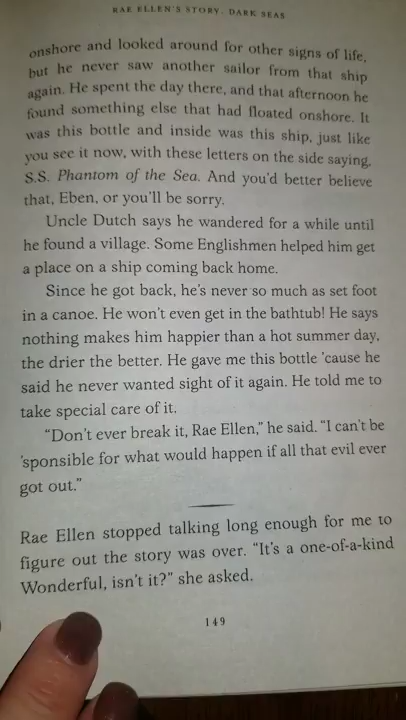 RAE ELLEN'S STORY: DARK SEAS
onshore and looked around for other signs of life,
but he never saw another sailor from that ship
again. He spent the day there, and that afternoon he
found something else that had floated onshore. It
was this bottle and inside was this ship, just like
you see it now, with these letters on the side saying,
S.S. Phantom of the Sea. And you'd better believe
that, Eben, or you'll be sorry.
Uncle Dutch says he wandered for a while until
he found a village. Some Englishmen helped him get
a place on a ship coming back home.
Since he got back, he's never so much as set foot
in a canoe. He won't even get in the bathtub! He says
nothing makes him happier than a hot summer day,
the drier the better. He gave me this bottle 'cause he
said he never wanted sight of it again. He told me to
take special care of it.
"Don't ever break it, Rae Ellen," he said. "I can't be
'sponsible for what would happen if all that evil ever
got out."
Rae Ellen stopped talking long enough for me to
figure out the story was over. "It's a one-of-a-kind
Wonderful, isn't it?" she asked.
149